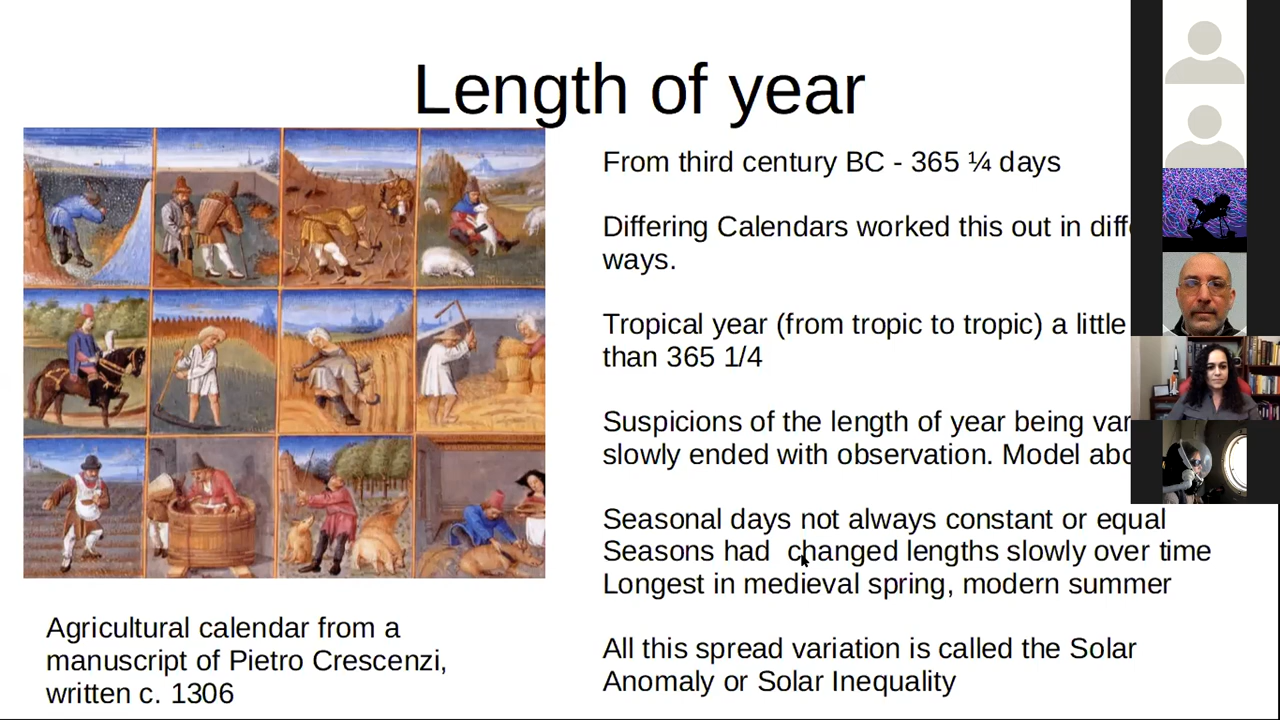 Length of year
From third century BC - 365 ¼ days
Differing Calendars worked this out in
ways.
Tropical year (from tropic to tropic) a little
than 365 1/4
Suspicions of the length of year being
slowly ended with observation. Model
Seasonal days not always constant or equal
Seasons had  changed lengths slowly over time
Longest in medieval spring, modern summer
All this spread variation is called the Solar
Anomaly or Solar Inequality
Agricultural calendar from a
manuscript of Pietro Crescenzi,
written c. 1306